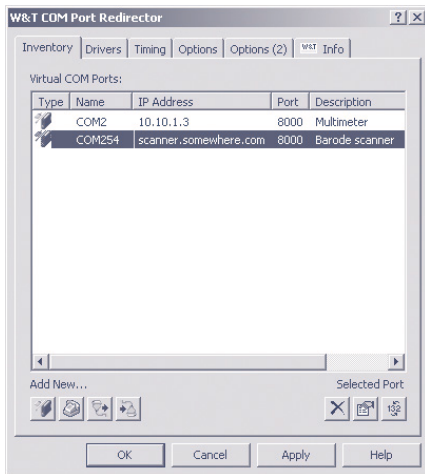 W&T COM Port Redirector
Inventory Drivers Timing Options Options (2) W&T Info
Virtual COM Ports:
Type Name IP Address Port Description
COM2 10.10.1.3 8000 Multimeter
COM254 scanner.somewhere.com 8000 Barode scanner
Add New... Selected Port
OK Cancel Apply Help